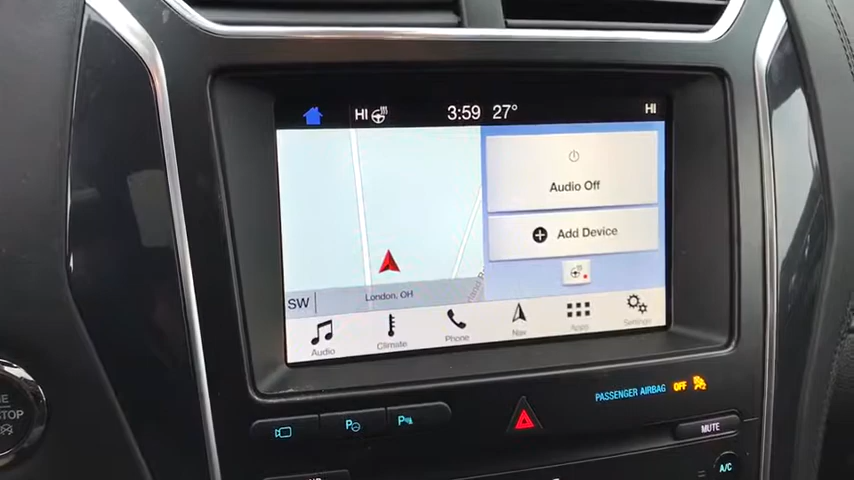 HI
3:59 27°
HI
Audio Off
Add Device
London, OH
SW
Audio
Climate
Phone
Nav
Apps
Settings
STOP
PASSENGER AIRBAG OFF
P
P
MUTE
A/C